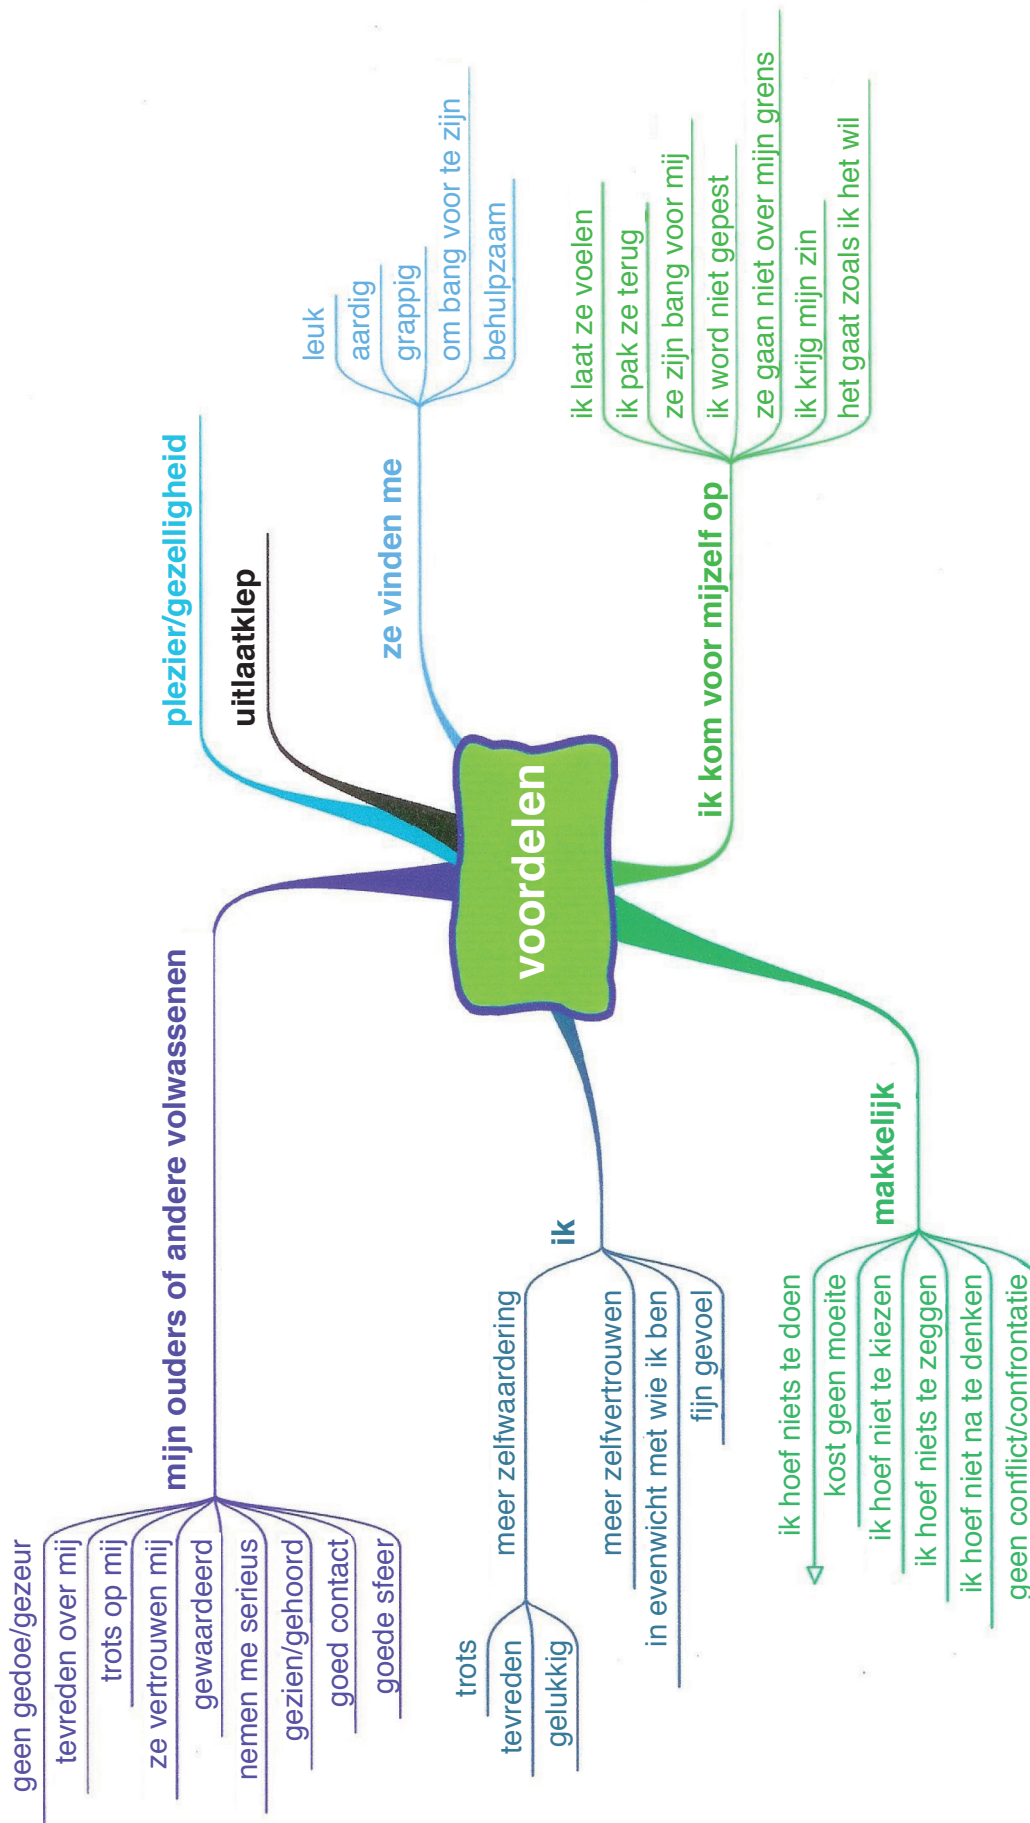 voordelen
plezier/gezelligheid
uitlaatklep
ze vinden me
leuk
aardig
grappig
om bang voor te zijn
behulpzaam
ik kom voor mijzelf op
ik laat ze voelen
ik pak ze terug
ze zijn bang voor mij
ik word niet gepest
ze gaan niet over mijn grens
ik krijg mijn zin
het gaat zoals ik het wil
makkelijk
ik hoef niets te doen
kost geen moeite
ik hoef niet te kiezen
ik hoef niets te zeggen
ik hoef niet na te denken
geen conflict/confrontatie
ik
meer zelfwaardering
trots
tevreden
gelukkig
meer zelfvertrouwen
in evenwicht met wie ik ben
fijn gevoel
mijn ouders of andere volwassenen
geen gedoe/gezeur
tevreden over mij
trots op mij
ze vertrouwen mij
gewaardeerd
nemen me serieus
gezien/gehoord
goed contact
goede sfeer